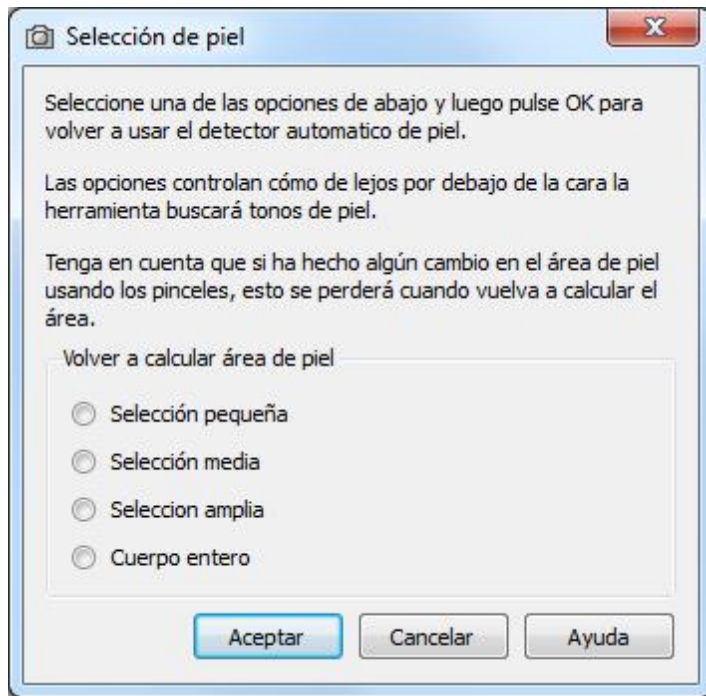 Selección de piel
Seleccione una de las opciones de abajo y luego pulse OK para
volver a usar el detector automatico de piel.
Las opciones controlan cómo de lejos por debajo de la cara la
herramienta buscará tonos de piel.
Tenga en cuenta que si ha hecho algún cambio en el área de piel
usando los pinceles, esto se perderá cuando vuelva a calcular el
área.
Volver a calcular área de piel
Selección pequeña
Selección media
Seleccion amplia
Cuerpo entero
Aceptar Cancelar Ayuda